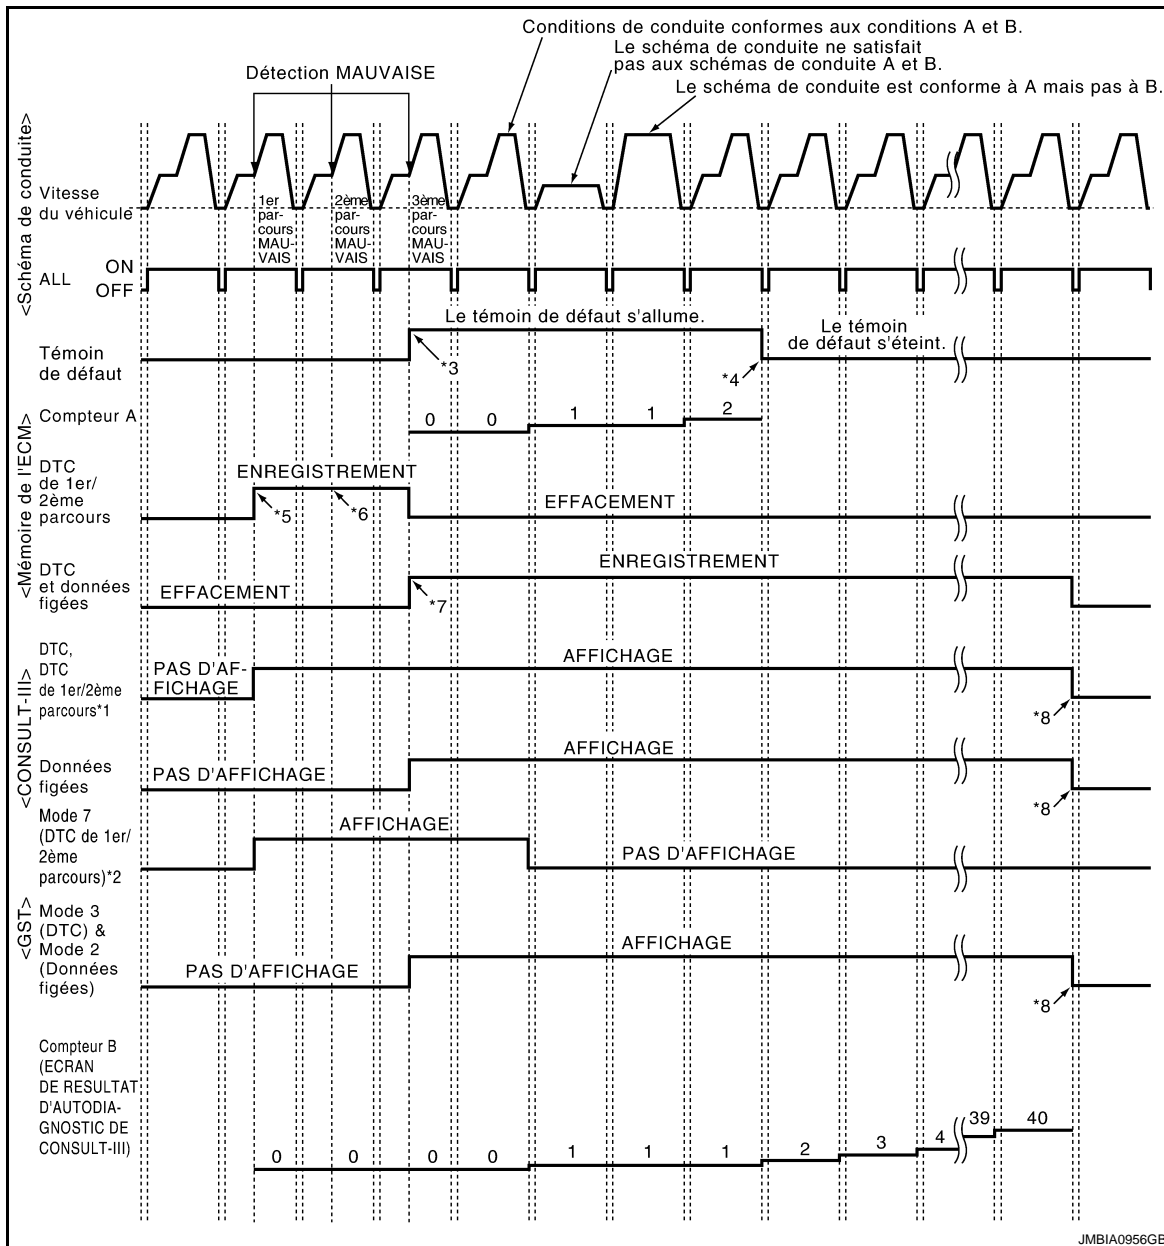 Conditions de conduite conformes aux conditions A et B.
Le schéma de conduite ne satisfait
pas aux schémas de conduite A et B.
Détection MAUVAISE
Le schéma de conduite est conforme à A mais pas à B.
<Schéma de conduite>
Vitesse
du véhicule
1er
par-
cours
MAU-
VAIS
2ème
par-
cours
MAU-
VAIS
3ème
par-
cours
MAU-
VAIS
ALL
ON
OFF
Témoin
de défaut
Le témoin de défaut s'allume.
*3
Le témoin
de défaut s'éteint.
*4
<Mémoire de l'ECM>
Compteur A
0 0 1 1 2
DTC
de 1er/
2ème
parcours
ENREGISTREMENT
*5
*6
EFFACEMENT
DTC
et données
figées
EFFACEMENT
*7
ENREGISTREMENT
<CONSULT-III>
DTC,
DTC
de 1er/2ème
parcours*1
PAS D'AF-
FICHAGE
AFFICHAGE
*8
Données
figées
PAS D'AFFICHAGE
AFFICHAGE
*8
<GST>
Mode 7
(DTC de 1er/
2ème
parcours)*2
AFFICHAGE
PAS D'AFFICHAGE
Mode 3
(DTC) &
Mode 2
(Données
figées)
PAS D'AFFICHAGE
AFFICHAGE
*8
Compteur B
(ECRAN
DE RESULTAT
D'AUTODIA-
GNOSTIC DE
CONSULT-III)
0 0 0 0 1 1 1 2 3 4 39 40
JMBIA0956GB